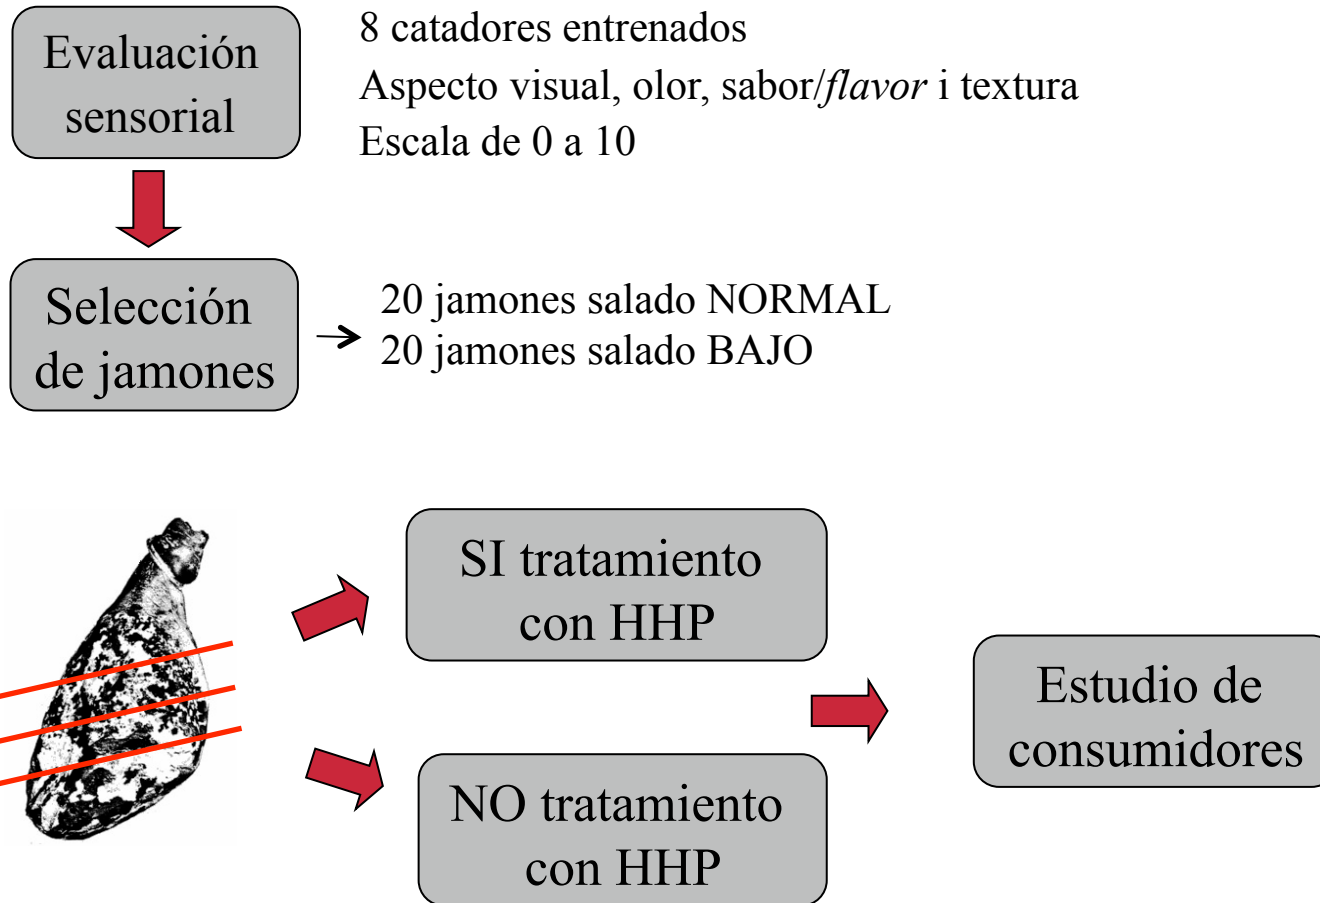 Evaluación
sensorial
8 catadores entrenados
Aspecto visual, olor, sabor/flavor i textura
Escala de 0 a 10
Selección
de jamones
20 jamones salado NORMAL
20 jamones salado BAJO
SI tratamiento
con HHP
NO tratamiento
con HHP
Estudio de
consumidores